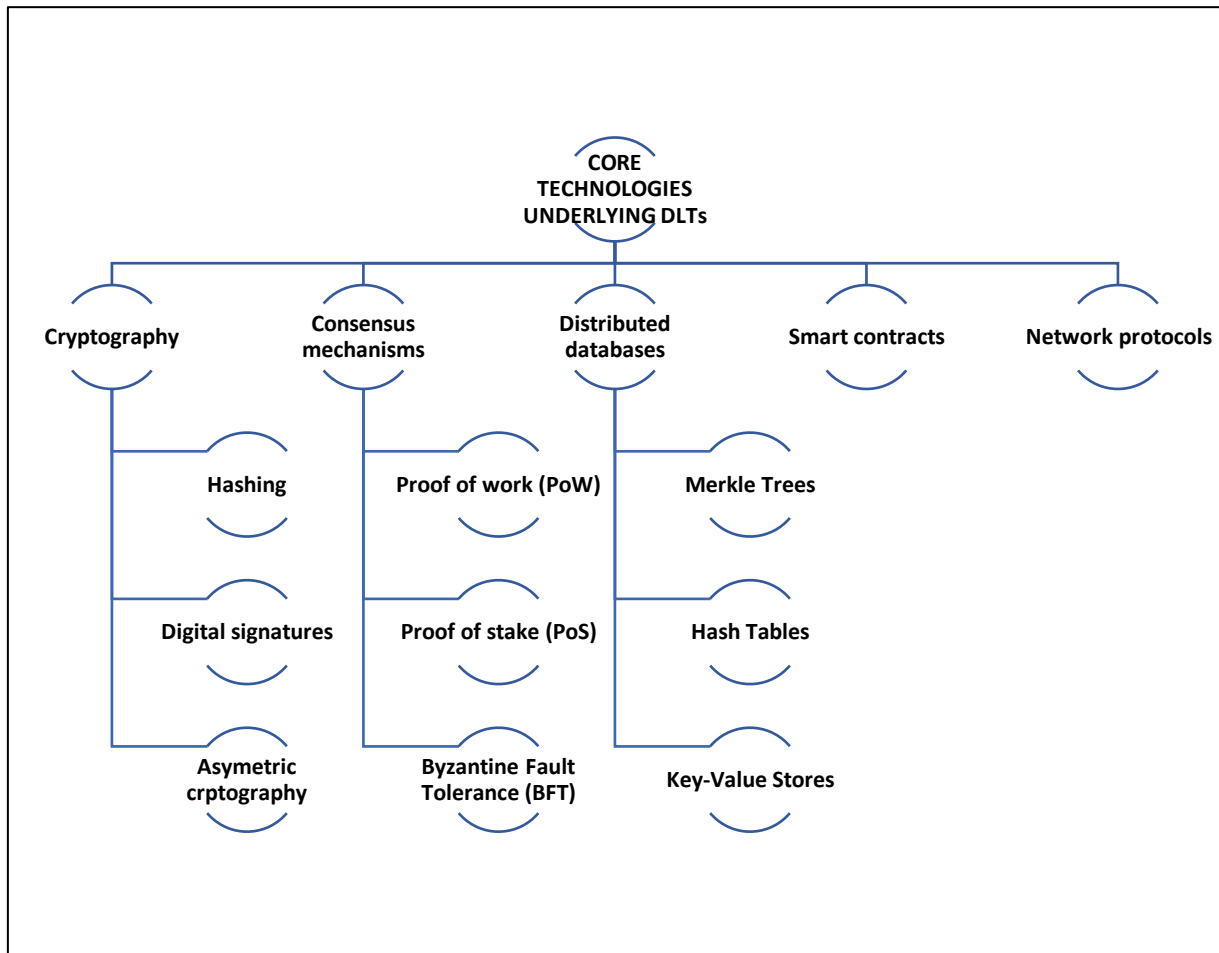 CORE
TECHNOLOGIES
UNDERLYING DLTs
Cryptography
Consensus
mechanisms
Distributed
databases
Smart contracts
Network protocols
Hashing
Proof of work (PoW)
Merkle Trees
Digital signatures
Proof of stake (PoS)
Hash Tables
Asymetric
crptography
Byzantine Fault
Tolerance (BFT)
Key-Value Stores